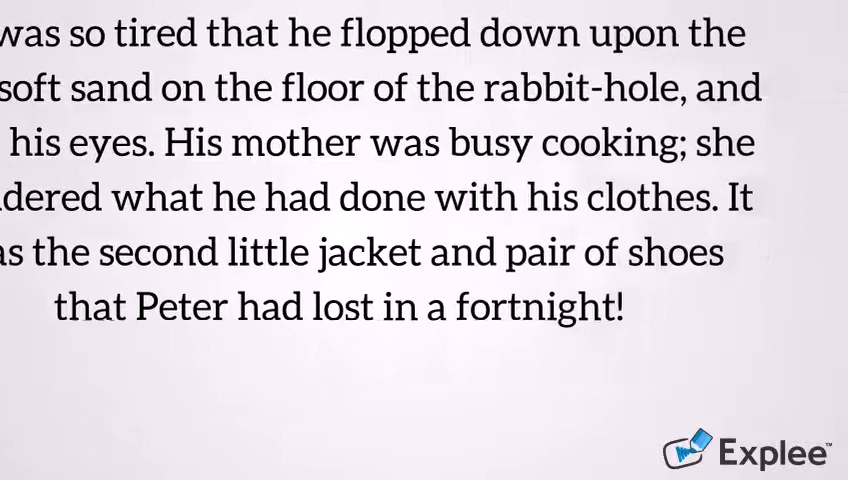 was so tired that he flopped down upon the
soft sand on the floor of the rabbit-hole, and
his eyes. His mother was busy cooking; she
dered what he had done with his clothes. It
as the second little jacket and pair of shoes
that Peter had lost in a fortnight!
Explee™